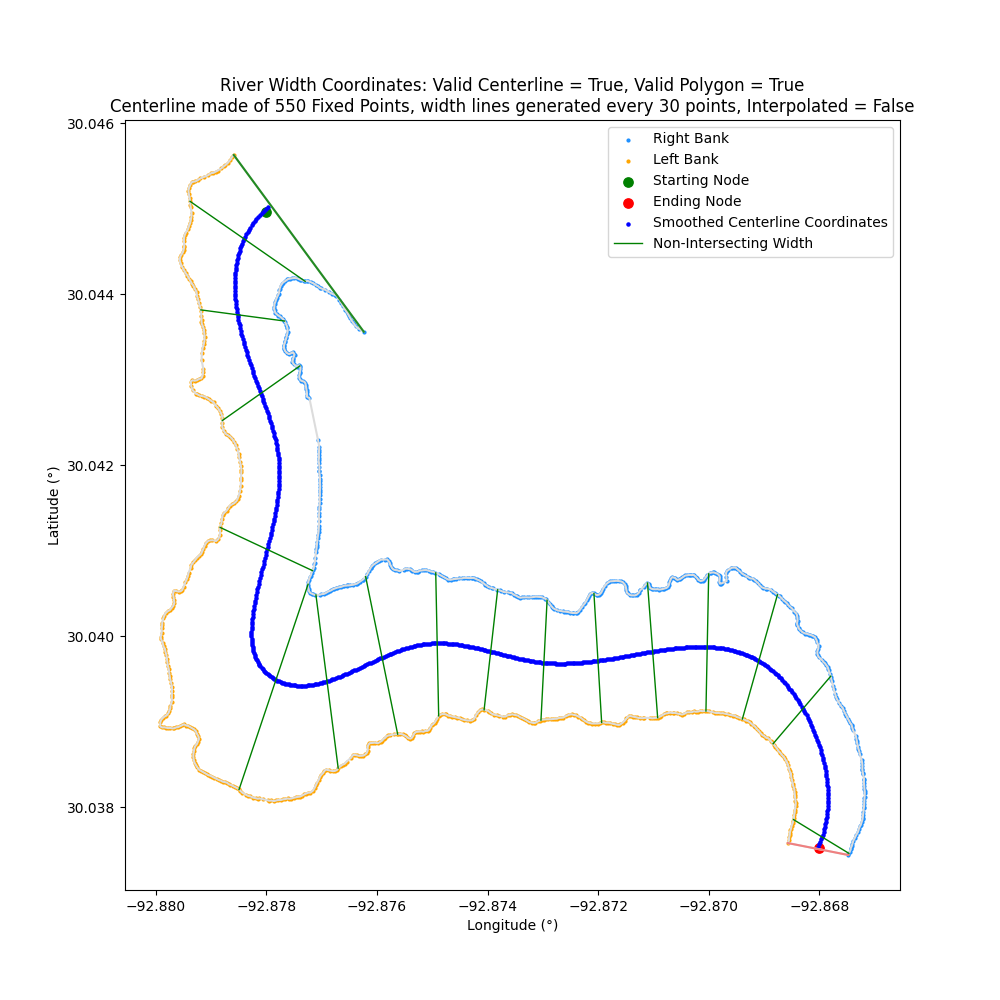 River Width Coordinates: Valid Centerline = True, Valid Polygon = True
Centerline made of 550 Fixed Points, width lines generated every 30 points, Interpolated = False
30.046
30.044
30.042
30.040
30.038
Latitude (°)
Right Bank
Left Bank
Starting Node
Ending Node
Smoothed Centerline Coordinates
Non-Intersecting Width
−92.880
−92.878
−92.876
−92.874
−92.872
−92.870
−92.868
Longitude (°)